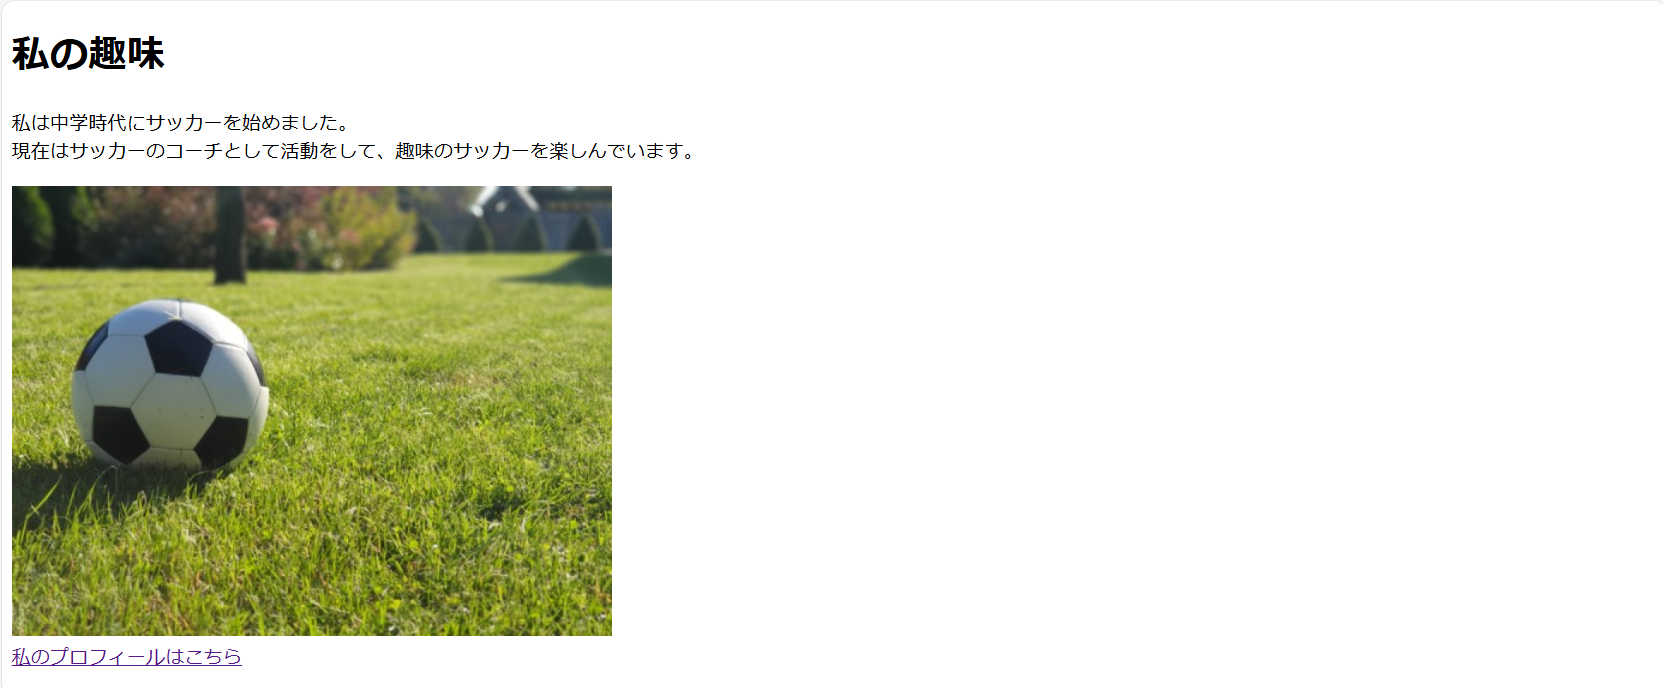 私の趣味
私は中学時代にサッカーを始めました。
現在はサッカーのコーチとして活動をして、趣味のサッカーを楽しんでいます。
私のプロフィールはこちら